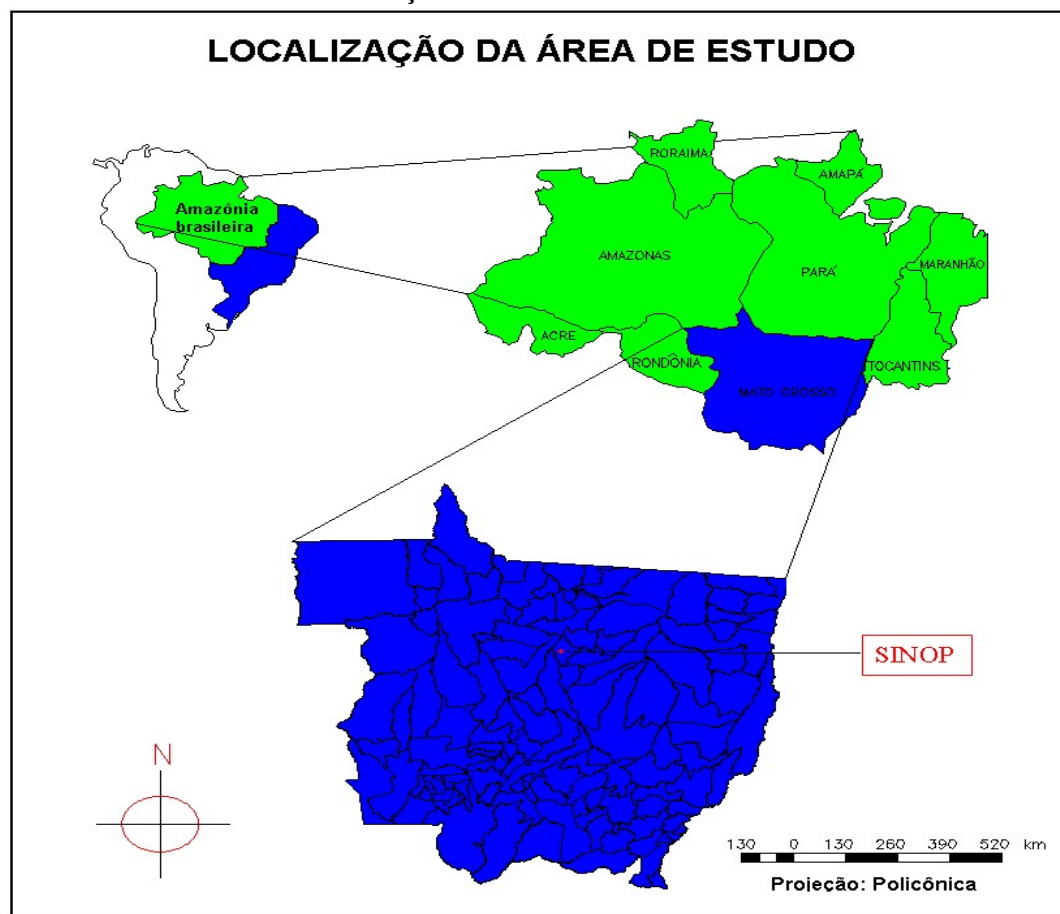 LOCALIZAÇÃO DA ÁREA DE ESTUDO
Amazônia
brasileira
RORAIMA
AMAPÁ
AMAZONAS
PARÁ
MARANHÃO
ACRE
RONDÔNIA
TOCANTINS
MATO GROSSO
SINOP
N
130 0 130 260 390 520 km
Projeção: Policônica